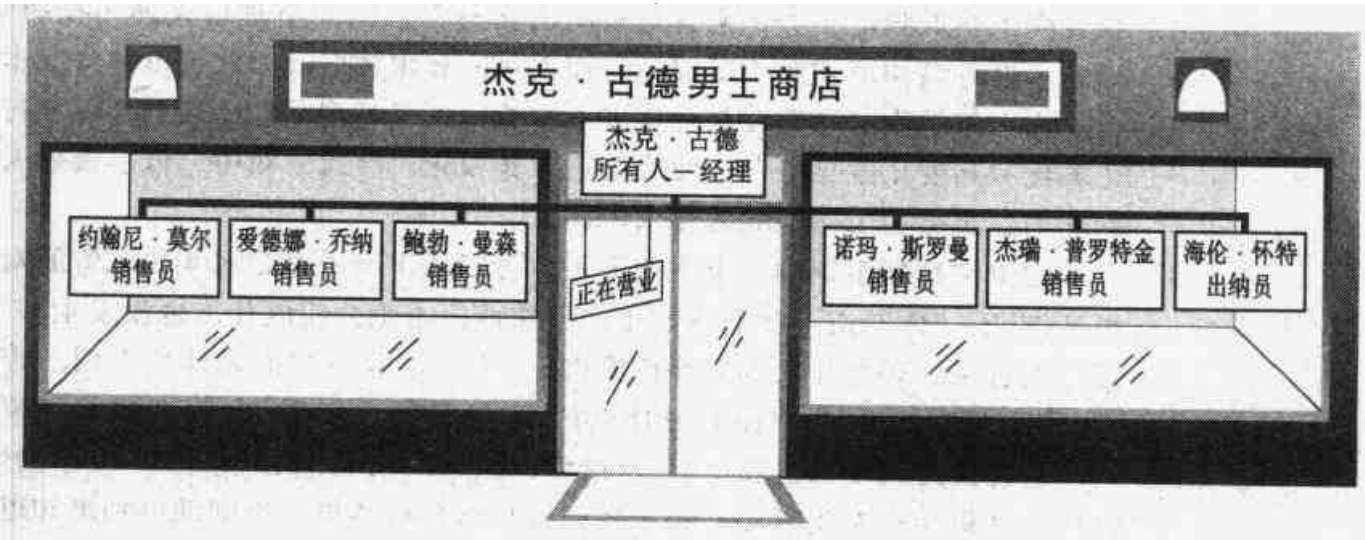 杰克·古德男士商店
杰克·古德
所有人一经理
约翰尼·莫尔
销售员
爱德娜·乔纳
销售员
鲍勃·曼森
销售员
正在营业
诺玛·斯罗曼
销售员
杰瑞·普罗特金
销售员
海伦·怀特
出纳员